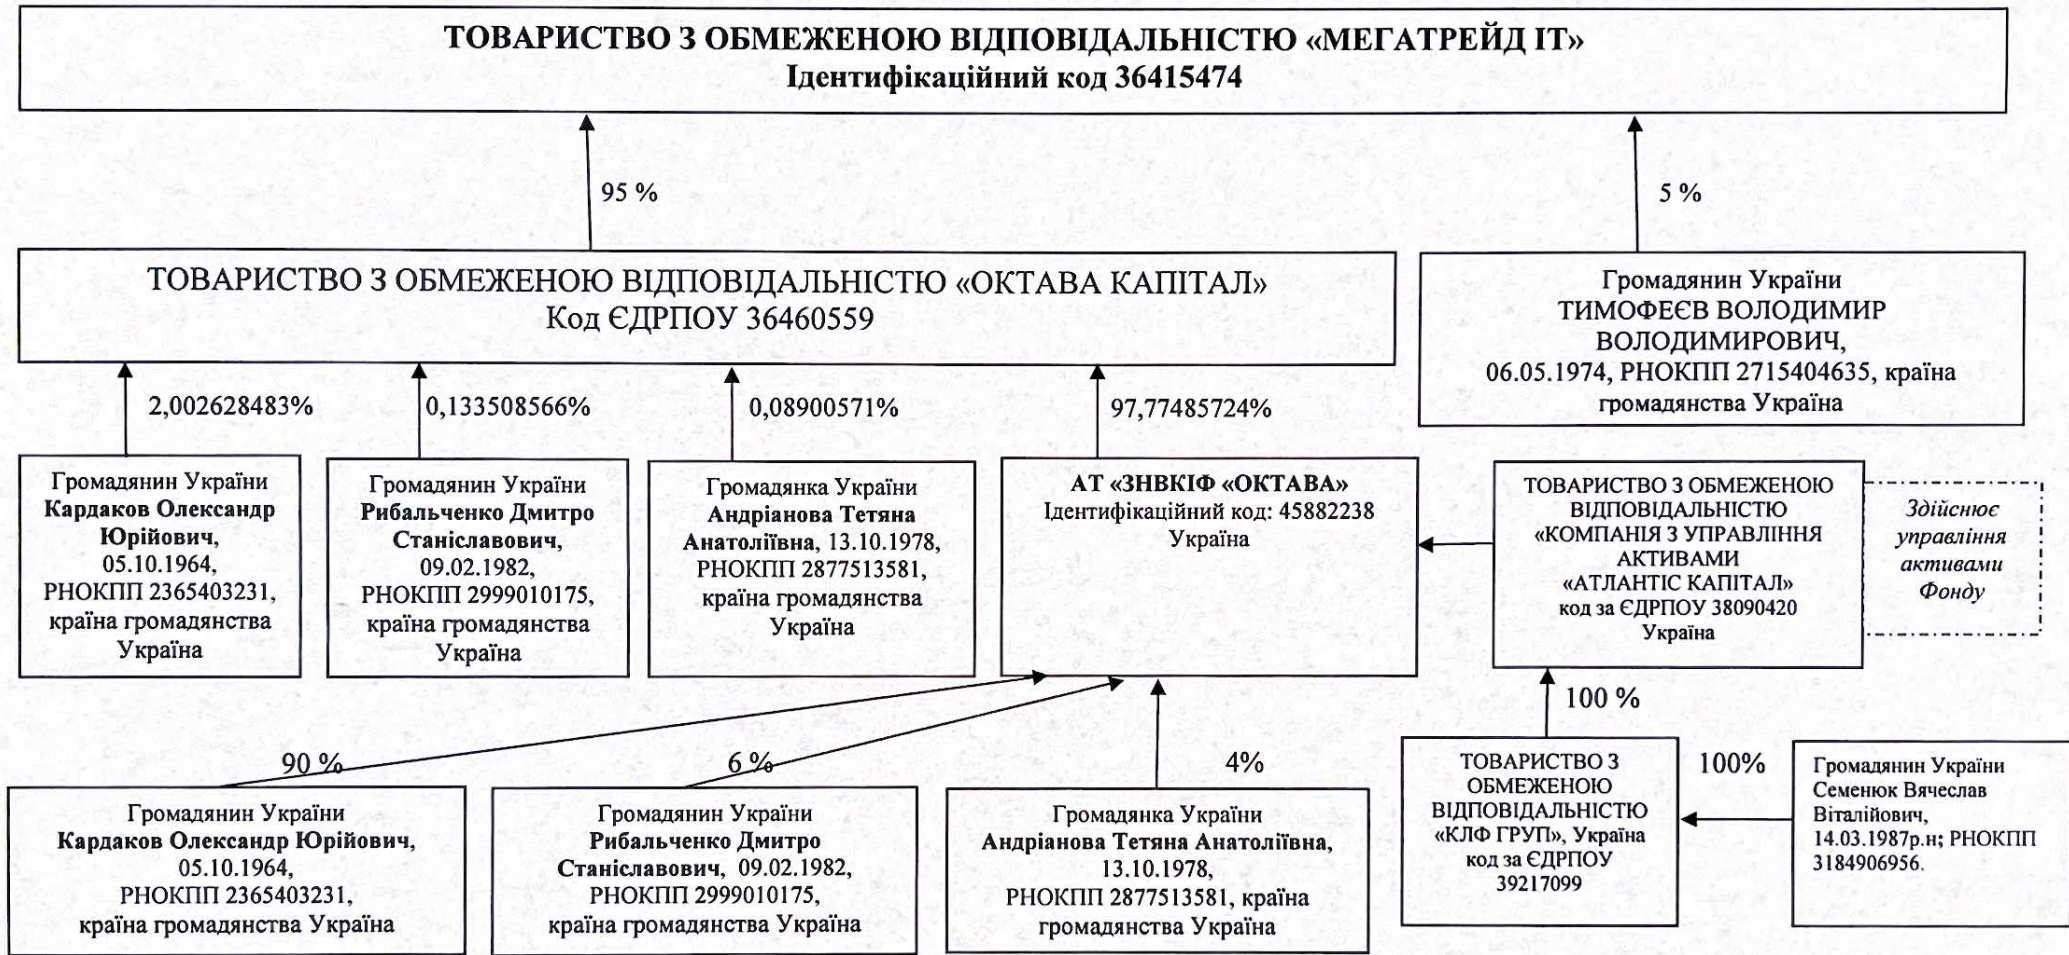 ТОВАРИСТВО З ОБМЕЖЕНОЮ ВІДПОВІДАЛЬНІСТЮ «МЕГАТРЕЙД ІТ»
Ідентифікаційний код 36415474
95 %
5 %
ТОВАРИСТВО З ОБМЕЖЕНОЮ ВІДПОВІДАЛЬНІСТЮ «ОКТАВА КАПІТАЛ»
Код ЄДРПОУ 36460559
Громадянин України
ТИМОФЕЄВ ВОЛОДИМИР
ВОЛОДИМИРОВИЧ,
06.05.1974, РНОКПП 2715404635, країна
громадянства Україна
2,002628483%
0,133508566%
0,08900571%
97,77485724%
Громадянин України
Кардаков Олександр
Юрійович,
05.10.1964,
РНОКПП 2365403231,
країна громадянства
Україна
Громадянин України
Рибальченко Дмитро
Станіславович,
09.02.1982,
РНОКПП 2999010175,
країна громадянства
Україна
Громадянка України
Андріанова Тетяна
Анатоліївна, 13.10.1978,
РНОКПП 2877513581,
країна громадянства
Україна
АТ «ЗНВКІФ «ОКТАВА»
Ідентифікаційний код: 45882238
Україна
ТОВАРИСТВО З ОБМЕЖЕНОЮ
ВІДПОВІДАЛЬНІСТЮ
«КОМПАНІЯ З УПРАВЛІННЯ
АКТИВАМИ
«АТЛАНТІС КАПІТАЛ»
код за ЄДРПОУ 38090420
Україна
Здійснює
управління
активами
Фонду
90 %
6 %
4%
100 %
100%
Громадянин України
Кардаков Олександр Юрійович,
05.10.1964,
РНОКПП 2365403231,
країна громадянства Україна
Громадянин України
Рибальченко Дмитро
Станіславович, 09.02.1982,
РНОКПП 2999010175,
країна громадянства Україна
Громадянка України
Андріанова Тетяна Анатоліївна,
13.10.1978,
РНОКПП 2877513581, країна
громадянства Україна
ТОВАРИСТВО З
ОБМЕЖЕНОЮ
ВІДПОВІДАЛЬНІСТЮ
«КЛФ ГРУП», Україна
код за ЄДРПОУ
39217099
Громадянин України
Семенюк Вячеслав
Віталійович,
14.03.1987р.н; РНОКПП
3184906956.